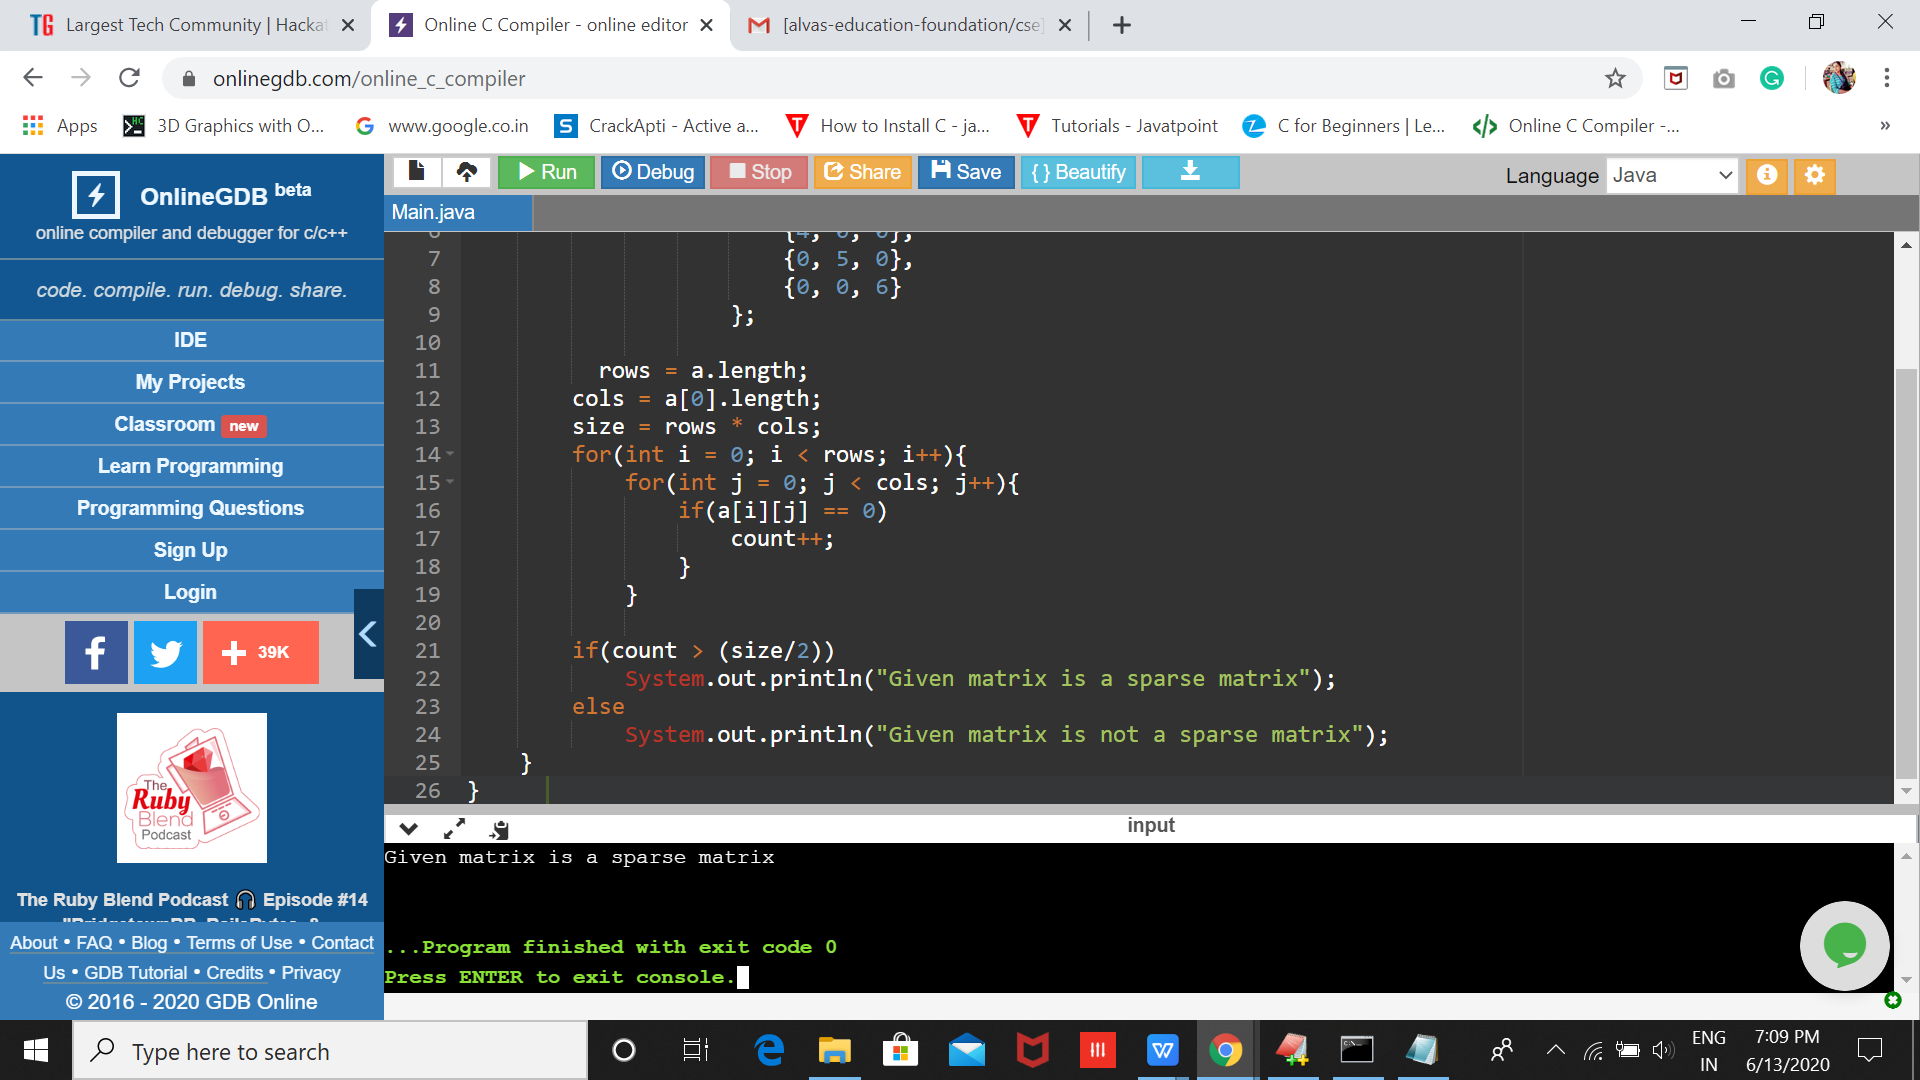 TG Largest Tech Community | Hacka
Online C Compiler - online editor
[alvas-education-foundation/cse]
onlinegdb.com/online_c_compiler
Apps
3D Graphics with O...
www.google.co.in
CrackApti - Active a...
How to Install C - ja...
Tutorials - Javatpoint
C for Beginners | Le...
Online C Compiler -...
»
OnlineGDB beta
online compiler and debugger for c/c++
code. compile. run. debug. share.
IDE
My Projects
Classroom new
Learn Programming
Programming Questions
Sign Up
Login
39K
The
Ruby
Blend
Podcast
The Ruby Blend Podcast 🎧 Episode #14
About • FAQ • Blog • Terms of Use • Contact
Us • GDB Tutorial • Credits • Privacy
© 2016 - 2020 GDB Online
Run Debug Stop Share Save { } Beautify
Language Java
Main.java
6 {4, 0, 0},
7 {0, 5, 0},
8 {0, 0, 6}
9 };
10
11 rows = a.length;
12 cols = a[0].length;
13 size = rows * cols;
14 for(int i = 0; i < rows; i++){
15 for(int j = 0; j < cols; j++){
16 if(a[i][j] == 0)
17 count++;
18 }
19 }
20
21 if(count > (size/2))
22 System.out.println("Given matrix is a sparse matrix");
23 else
24 System.out.println("Given matrix is not a sparse matrix");
25 }
26 }
input
Given matrix is a sparse matrix
...Program finished with exit code 0
Press ENTER to exit console.
Type here to search
ENG
IN
7:09 PM
6/13/2020